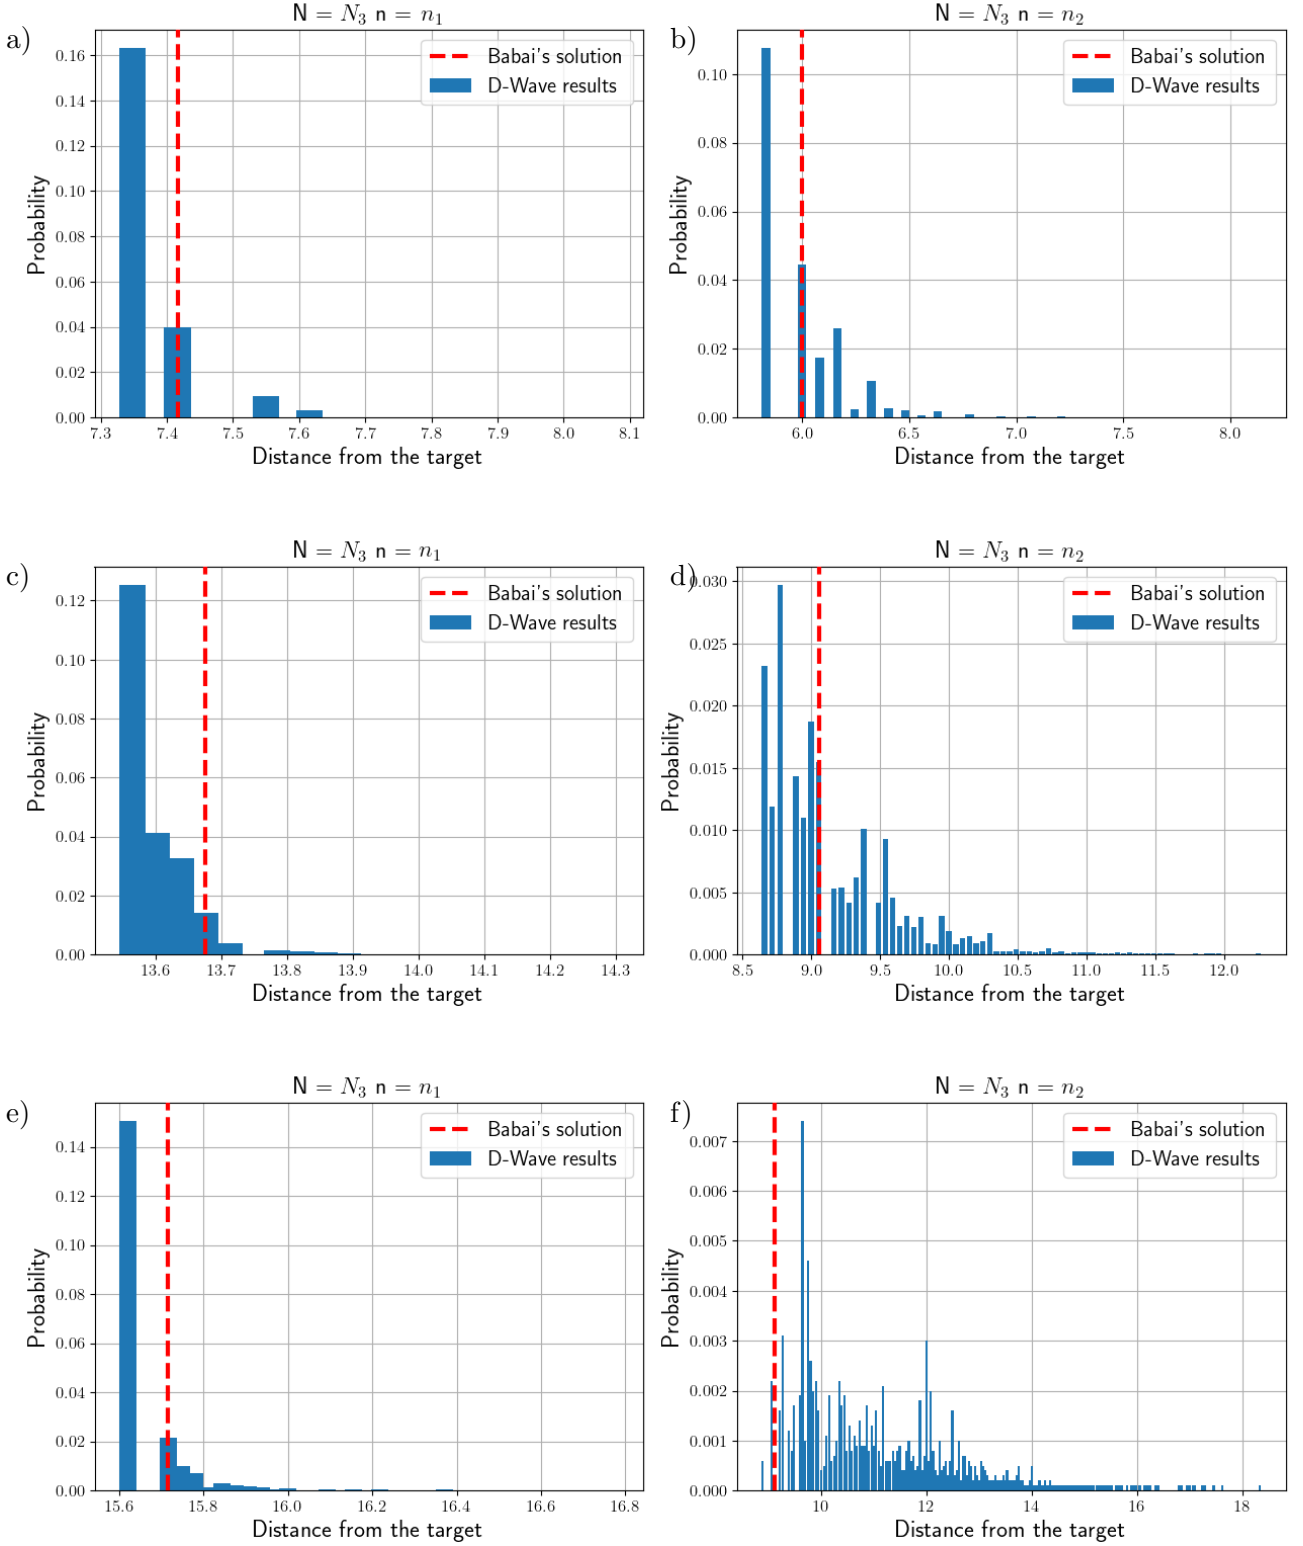 a)
N = N₃ n = n₁
Probability
0.16
0.14
0.12
0.10
0.08
0.06
0.04
0.02
0.00
Babai's solution
D-Wave results
7.3 7.4 7.5 7.6 7.7 7.8 7.9 8.0 8.1
Distance from the target
b)
N = N₃ n = n₂
Probability
0.10
0.08
0.06
0.04
0.02
0.00
Babai's solution
D-Wave results
6.0 6.5 7.0 7.5 8.0
Distance from the target
c)
N = N₃ n = n₁
Probability
0.12
0.10
0.08
0.06
0.04
0.02
0.00
Babai's solution
D-Wave results
13.6 13.7 13.8 13.9 14.0 14.1 14.2 14.3
Distance from the target
d)
N = N₃ n = n₂
Probability
0.030
0.025
0.020
0.015
0.010
0.005
0.000
Babai's solution
D-Wave results
8.5 9.0 9.5 10.0 10.5 11.0 11.5 12.0
Distance from the target
e)
N = N₃ n = n₁
Probability
0.14
0.12
0.10
0.08
0.06
0.04
0.02
0.00
Babai's solution
D-Wave results
15.6 15.8 16.0 16.2 16.4 16.6 16.8
Distance from the target
f)
N = N₃ n = n₂
Probability
0.007
0.006
0.005
0.004
0.003
0.002
0.001
0.000
Babai's solution
D-Wave results
10 12 14 16 18
Distance from the target